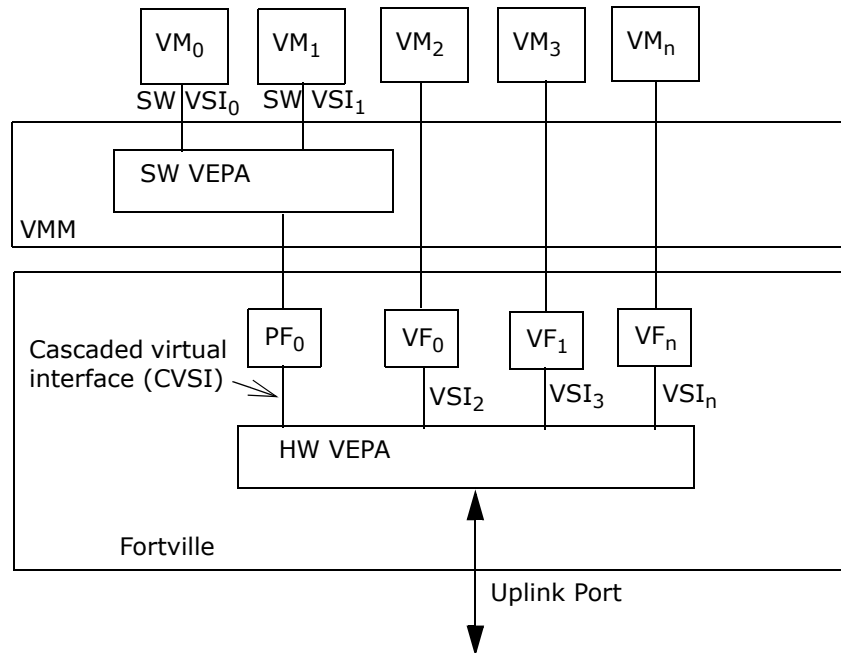 VM0 VM1 VM2 VM3 VMn
SW VSI0 SW VSI1
SW VEPA
VMM
PF0 VF0 VF1 VFn
Cascaded virtual
interface (CVSI)
VSI2 VSI3 VSIn
HW VEPA
Fortville
Uplink Port